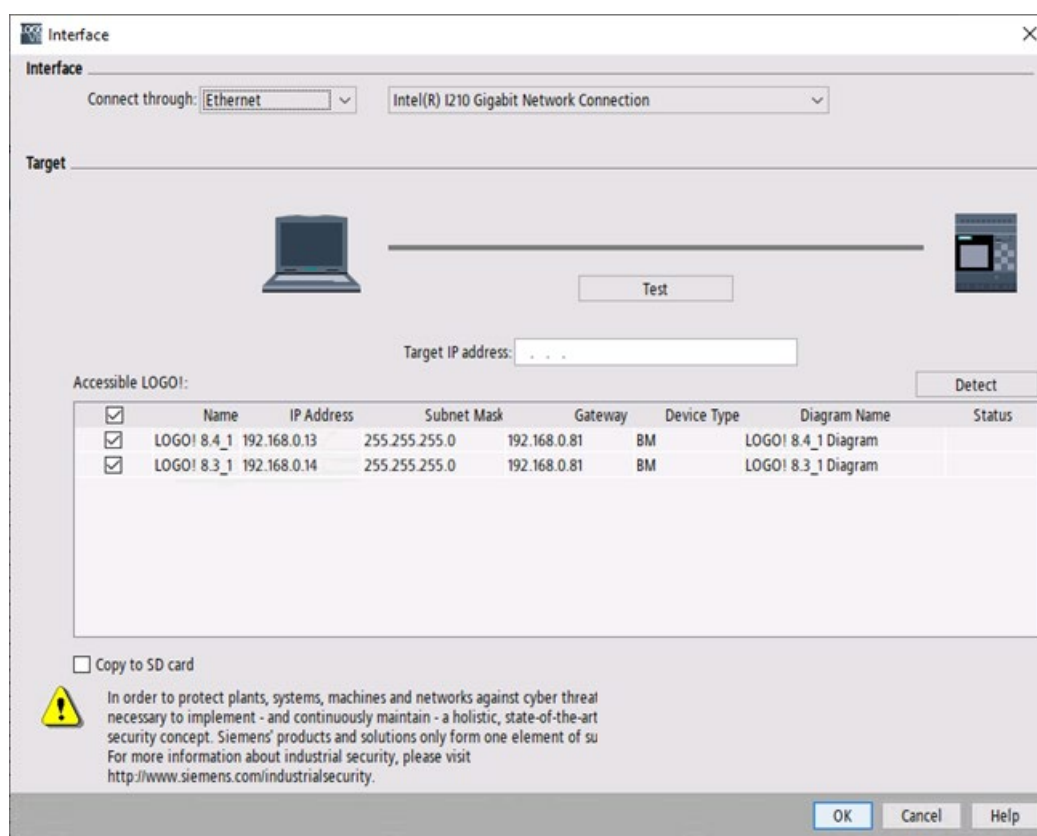 Interface
Interface
Connect through: Ethernet Intel(R) I210 Gigabit Network Connection
Target
Test
Target IP address: . . .
Accessible LOGO!:
Detect
Name IP Address Subnet Mask Gateway Device Type Diagram Name Status
LOGO! 8.4_1 192.168.0.13 255.255.255.0 192.168.0.81 BM LOGO! 8.4_1 Diagram
LOGO! 8.3_1 192.168.0.14 255.255.255.0 192.168.0.81 BM LOGO! 8.3_1 Diagram
Copy to SD card
In order to protect plants, systems, machines and networks against cyber threat
necessary to implement - and continuously maintain - a holistic, state-of-the-art
security concept. Siemens' products and solutions only form one element of su
For more information about industrial security, please visit
http://www.siemens.com/industrialsecurity.
OK Cancel Help